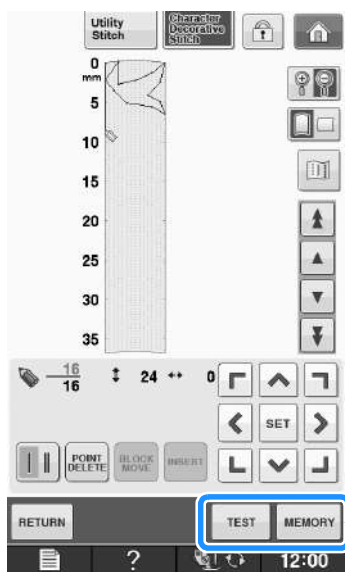 Utility
Stitch
Character
Decorative
Stitch
0
mm
5
10
15
20
25
30
35
16
16
24
0
SET
POINT
DELETE
BLOCK
MOVE
INSERT
RETURN
TEST
MEMORY
?
12:00